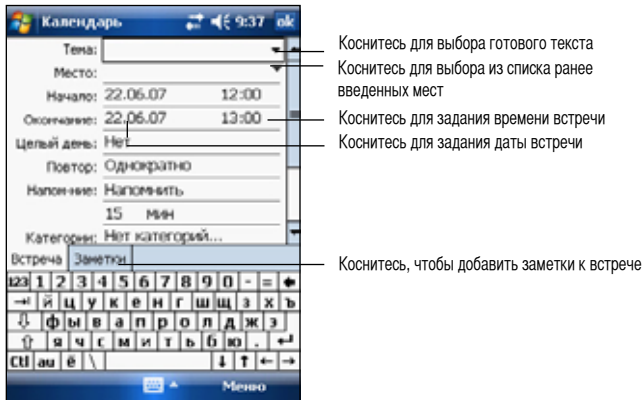 Календарь 9:37 ok
Тема:
Коснитесь для выбора готового текста
Место:
Коснитесь для выбора из списка ранее
введенных мест
Начало: 22.06.07 12:00
Окончание: 22.06.07 13:00
Коснитесь для задания времени встречи
Целый день: Нет
Коснитесь для задания даты встречи
Повтор: Однократно
Напом-ние: Напомнить
15 мин
Категории: Нет категорий...
Встреча Заметки
Коснитесь, чтобы добавить заметки к встрече
123 1 2 3 4 5 6 7 8 9 0 - =
й ц у к е н г ш щ з х ъ
ф ы в а п р о л д ж э
я ч с м и т ь б ю .
Ctl aü ё \
Меню